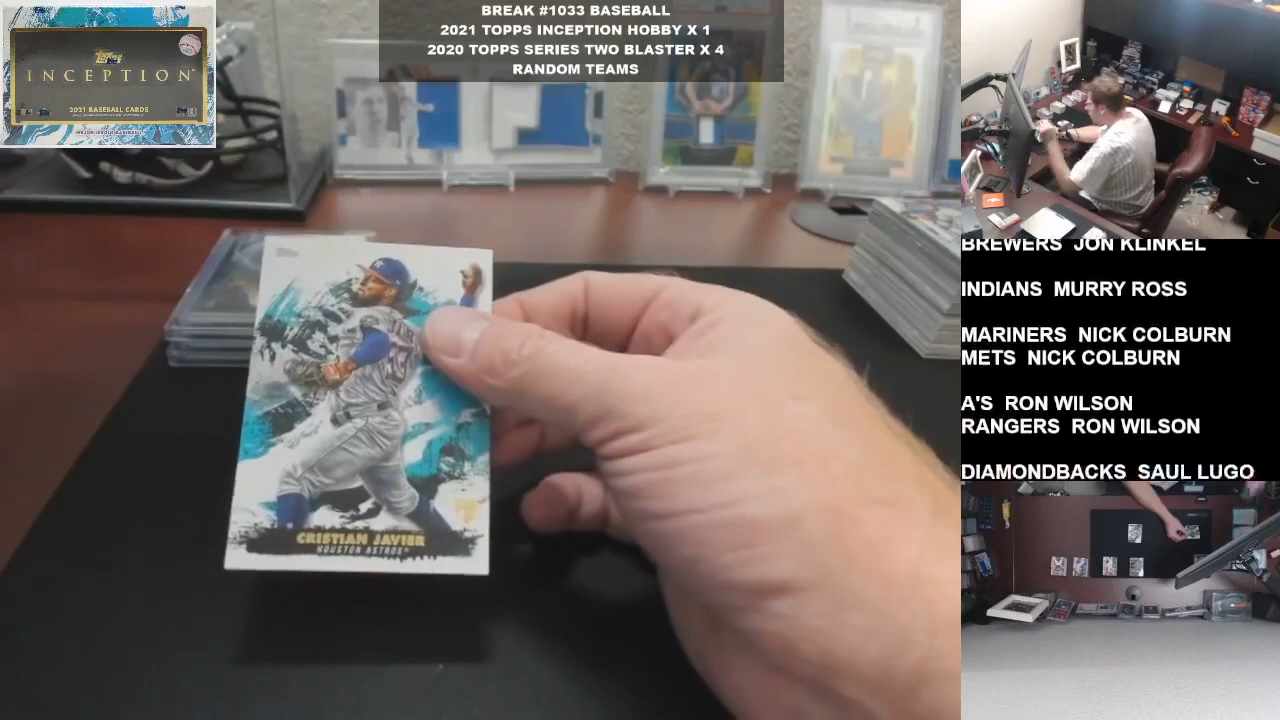 BREAK #1033 BASEBALL
2021 TOPPS INCEPTION HOBBY X 1
2020 TOPPS SERIES TWO BLASTER X 4
RANDOM TEAMS
Topps
INCEPTION
2021 BASEBALL CARDS
BREWERS JON KLINKEL
INDIANS MURRY ROSS
MARINERS NICK COLBURN
METS NICK COLBURN
A'S RON WILSON
RANGERS RON WILSON
DIAMONDBACKS SAUL LUGO
CRISTIAN JAVIER
HOUSTON ASTROS